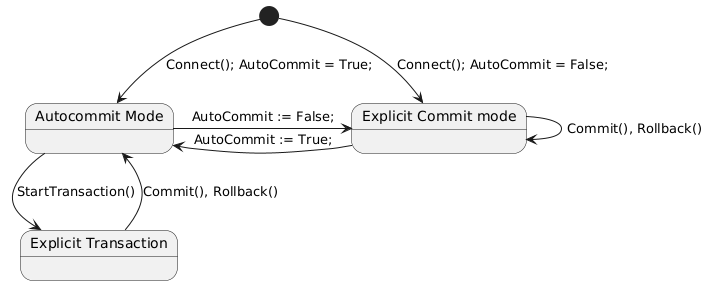 Connect(); AutoCommit = True;
Connect(); AutoCommit = False;
Autocommit Mode
AutoCommit := False;
Explicit Commit mode
AutoCommit := True;
Commit(), Rollback()
StartTransaction()
Commit(), Rollback()
Explicit Transaction